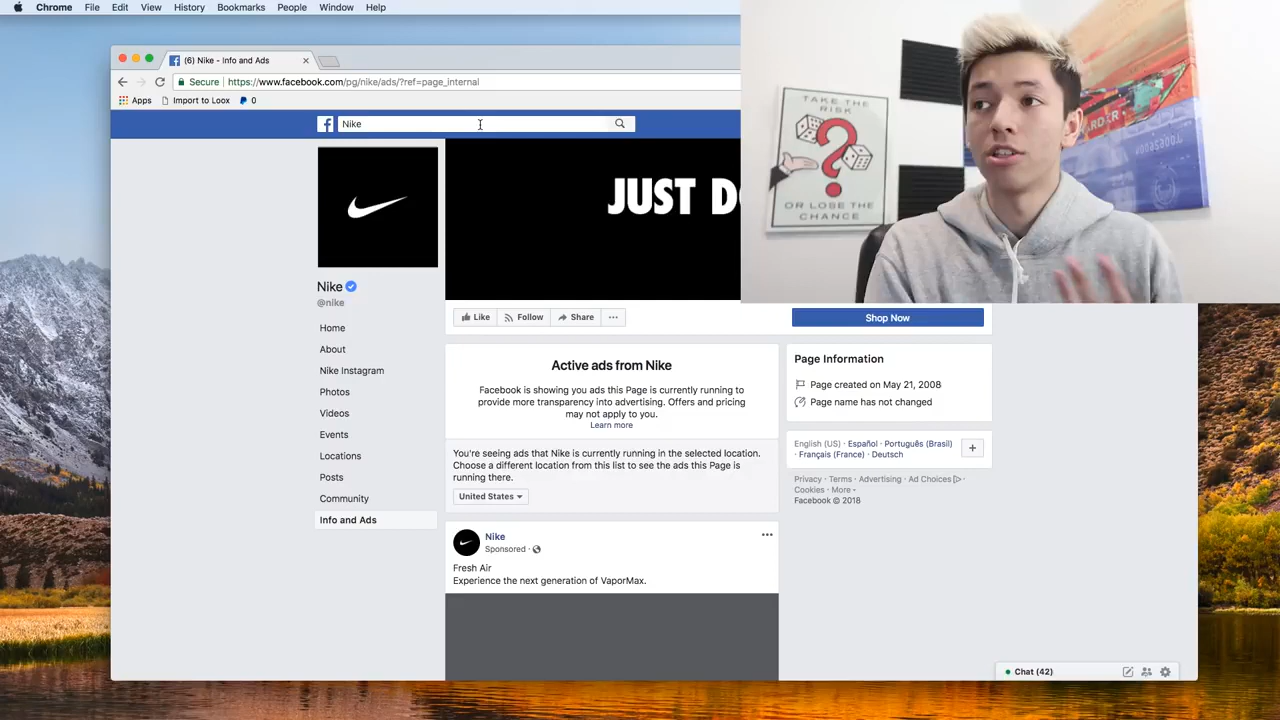 Chrome File Edit View History Bookmarks People Window Help
(6) Nike - Info and Ads
Secure https://www.facebook.com/pg/nike/ads/?ref=page_internal
Apps Import to Loox 0
Nike
JUST D
TAKE THE
RISK
?
OR LOSE THE
CHANCE
Nike
@nike
Home
About
Nike Instagram
Photos
Videos
Events
Locations
Posts
Community
Info and Ads
Like Follow Share ...
Shop Now
Active ads from Nike
Facebook is showing you ads this Page is currently running to
provide more transparency into advertising. Offers and pricing
may not apply to you.
Learn more
You're seeing ads that Nike is currently running in the selected location.
Choose a different location from this list to see the ads this Page is
running there.
United States
Nike
Sponsored ·
Fresh Air
Experience the next generation of VaporMax.
Page Information
Page created on May 21, 2008
Page name has not changed
English (US) · Español · Português (Brasil)
· Français (France) · Deutsch
+
Privacy · Terms · Advertising · Ad Choices ·
Cookies · More
Facebook © 2018
Chat (42)